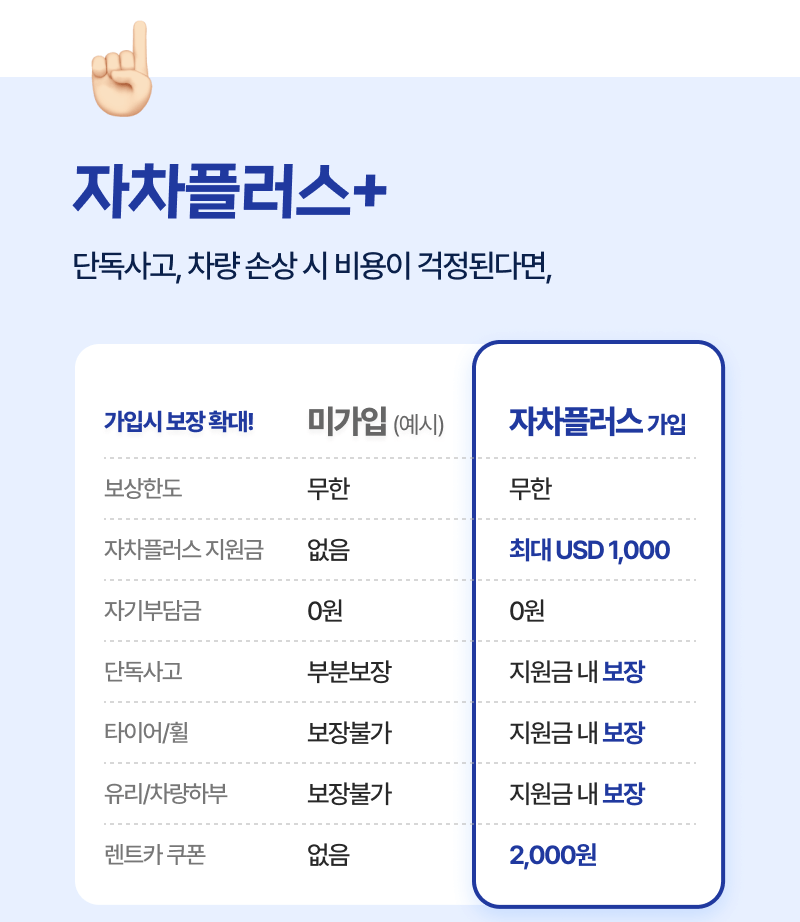 자차플러스+
단독사고, 차량 손상 시 비용이 걱정된다면,
가입시 보장 확대! 미가입 (예시) 자차플러스 가입
보상한도 무한 무한
자차플러스 지원금 없음 최대 USD 1,000
자기부담금 0원 0원
단독사고 부분보장 지원금 내 보장
타이어/휠 보장불가 지원금 내 보장
유리/차량하부 보장불가 지원금 내 보장
렌트카 쿠폰 없음 2,000원